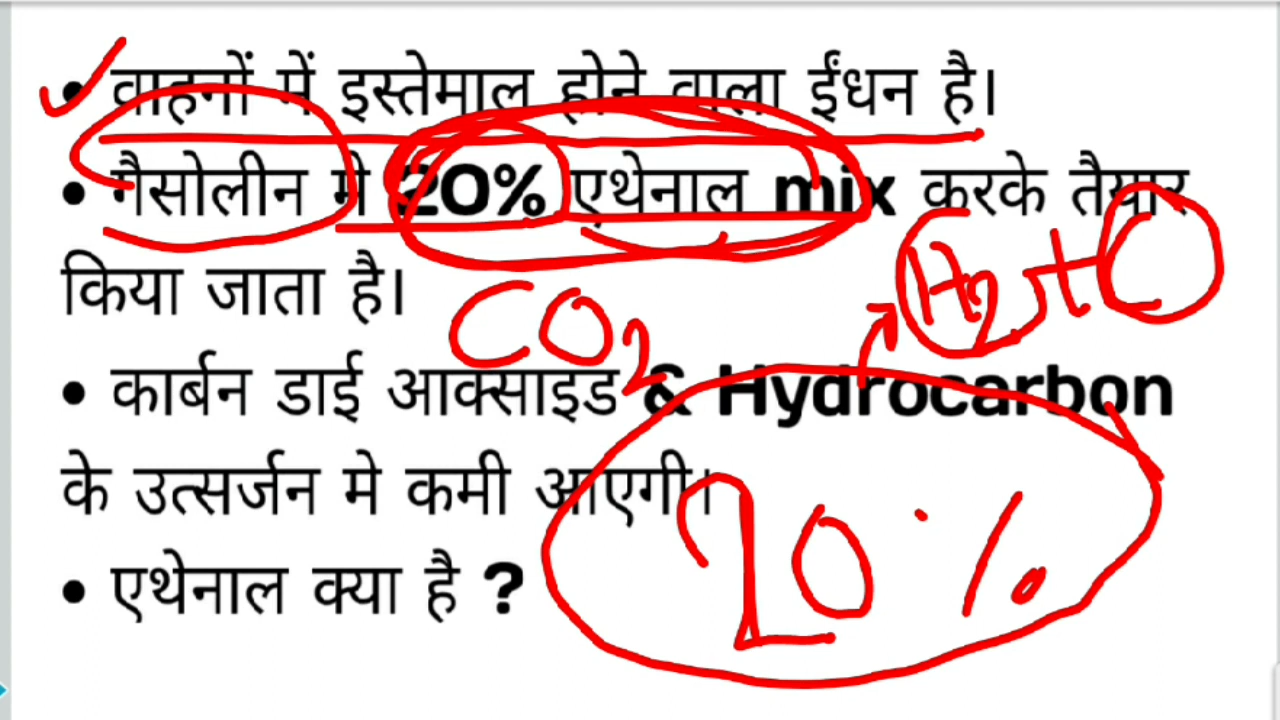 • वाहनों में इस्तेमाल होने वाला ईंधन है।
• गैसोलीन मे 20% एथेनाल mix करके तैयार
किया जाता है।
CO2 H2 + C
• कार्बन डाई आक्साइड & Hydrocarbon
के उत्सर्जन मे कमी आएगी।
20%
• एथेनाल क्या है ?